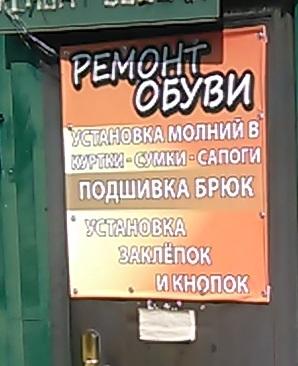 РЕМОНТ
ОБУВИ
УСТАНОВКА МОЛНИЙ В
КУРТКИ - СУМКИ - САПОГИ
ПОДШИВКА БРЮК
УСТАНОВКА
ЗАКЛЁПОК
И КНОПОК